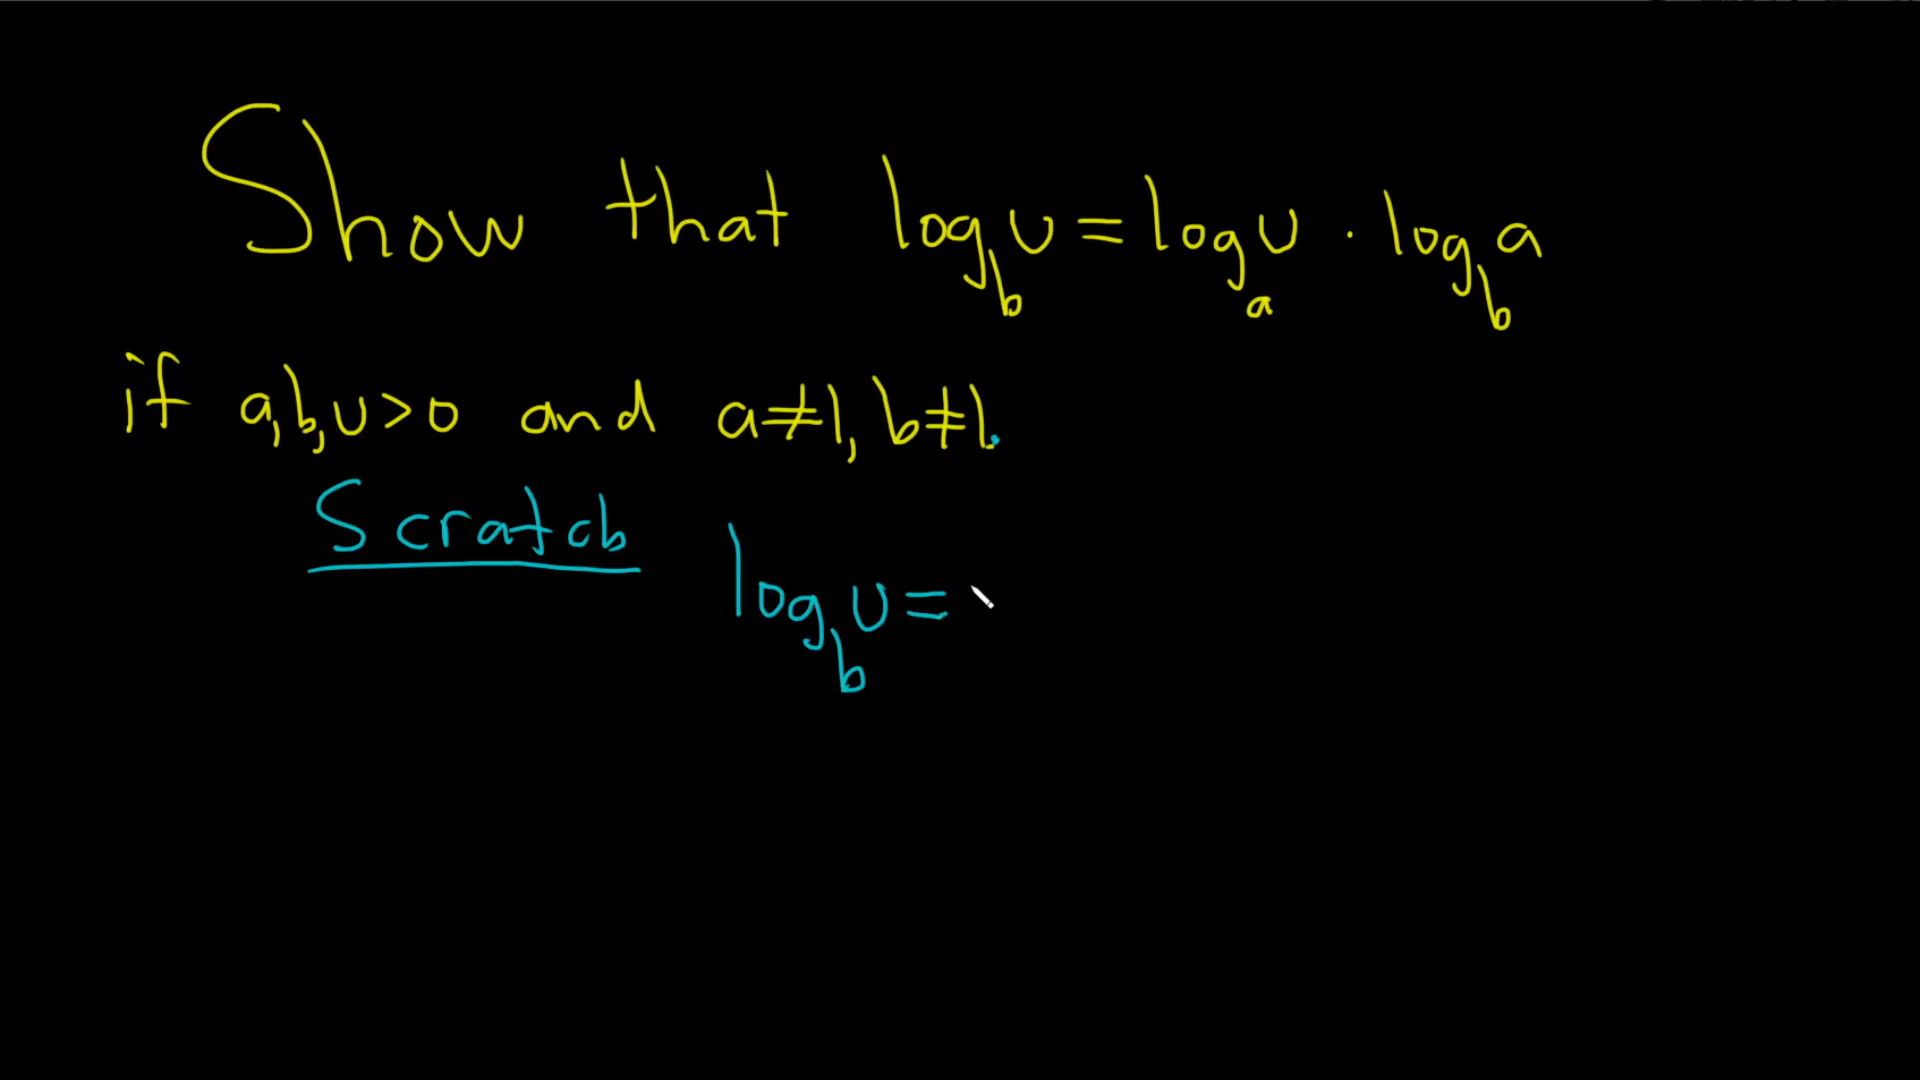 Show that log_b u = log_a u · log_b a
if a, b, u > 0 and a ≠ 1, b ≠ 1.
Scratch
log_b u =